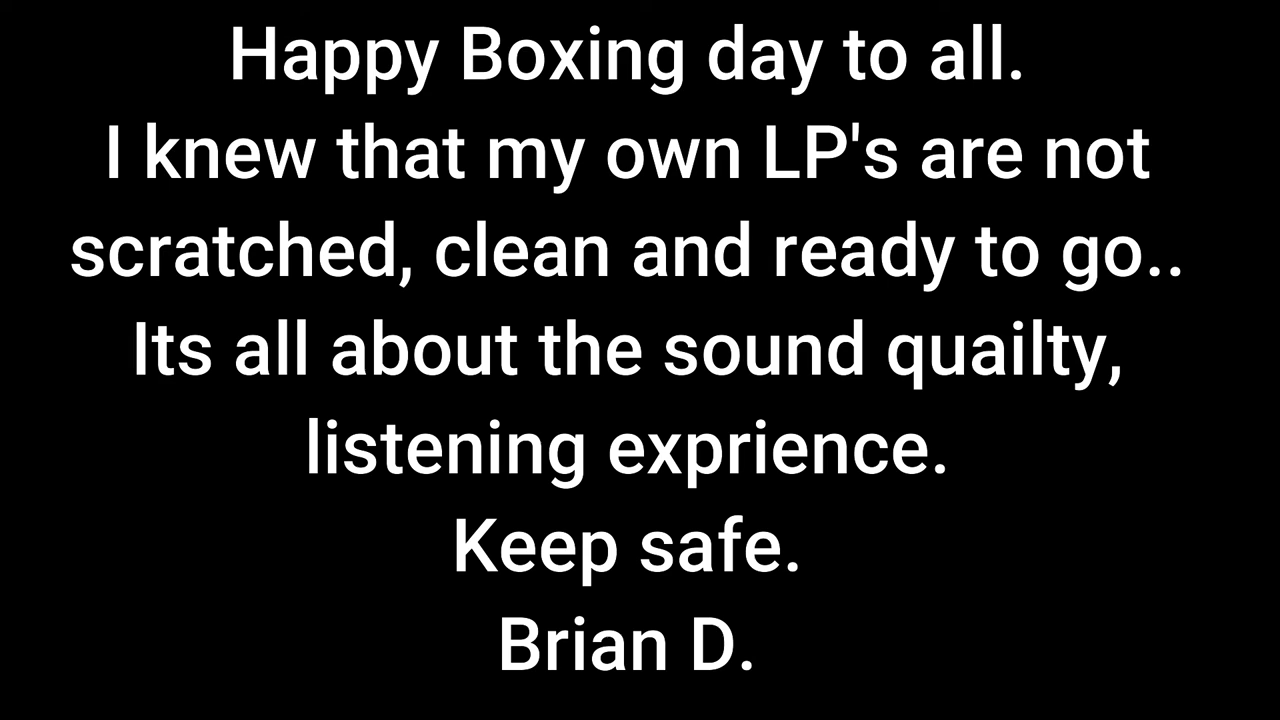 Happy Boxing day to all.
I knew that my own LP's are not
scratched, clean and ready to go..
Its all about the sound quailty,
listening exprience.
Keep safe.
Brian D.